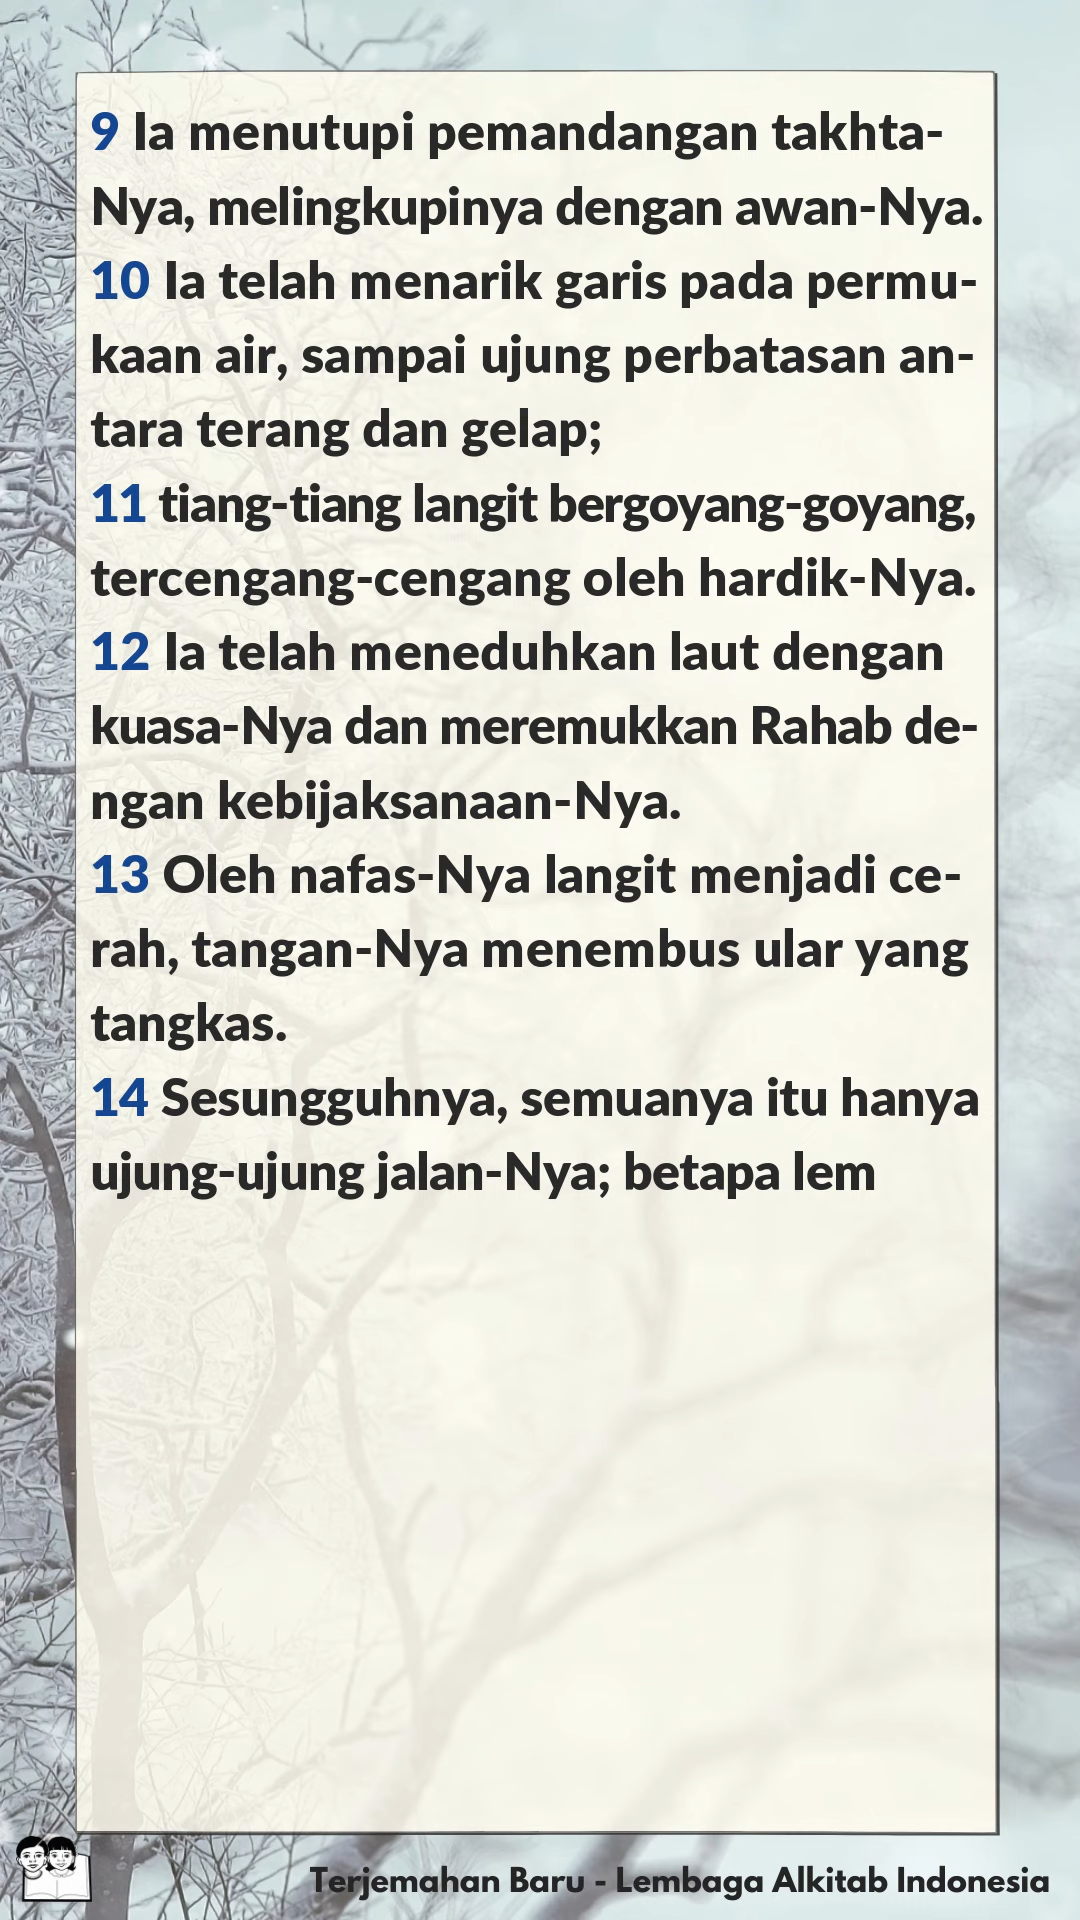 9 Ia menutupi pemandangan takhta-
Nya, melingkupinya dengan awan-Nya.
10 Ia telah menarik garis pada permu-
kaan air, sampai ujung perbatasan an-
tara terang dan gelap;
11 tiang-tiang langit bergoyang-goyang,
tercengang-cengang oleh hardik-Nya.
12 Ia telah meneduhkan laut dengan
kuasa-Nya dan meremukkan Rahab de-
ngan kebijaksanaan-Nya.
13 Oleh nafas-Nya langit menjadi ce-
rah, tangan-Nya menembus ular yang
tangkas.
14 Sesungguhnya, semuanya itu hanya
ujung-ujung jalan-Nya; betapa lem
Terjemahan Baru - Lembaga Alkitab Indonesia